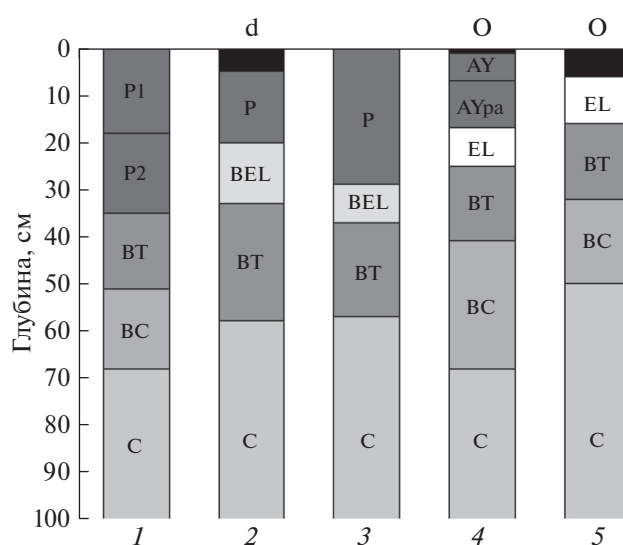 d O O
0
10
20
30
40
50
60
70
80
90
100
Глубина, см
P1
P2
BT
BC
C
1
P
BEL
BT
C
2
P
BEL
BT
C
3
AY
AYpa
EL
BT
BC
C
4
EL
BT
BC
C
5